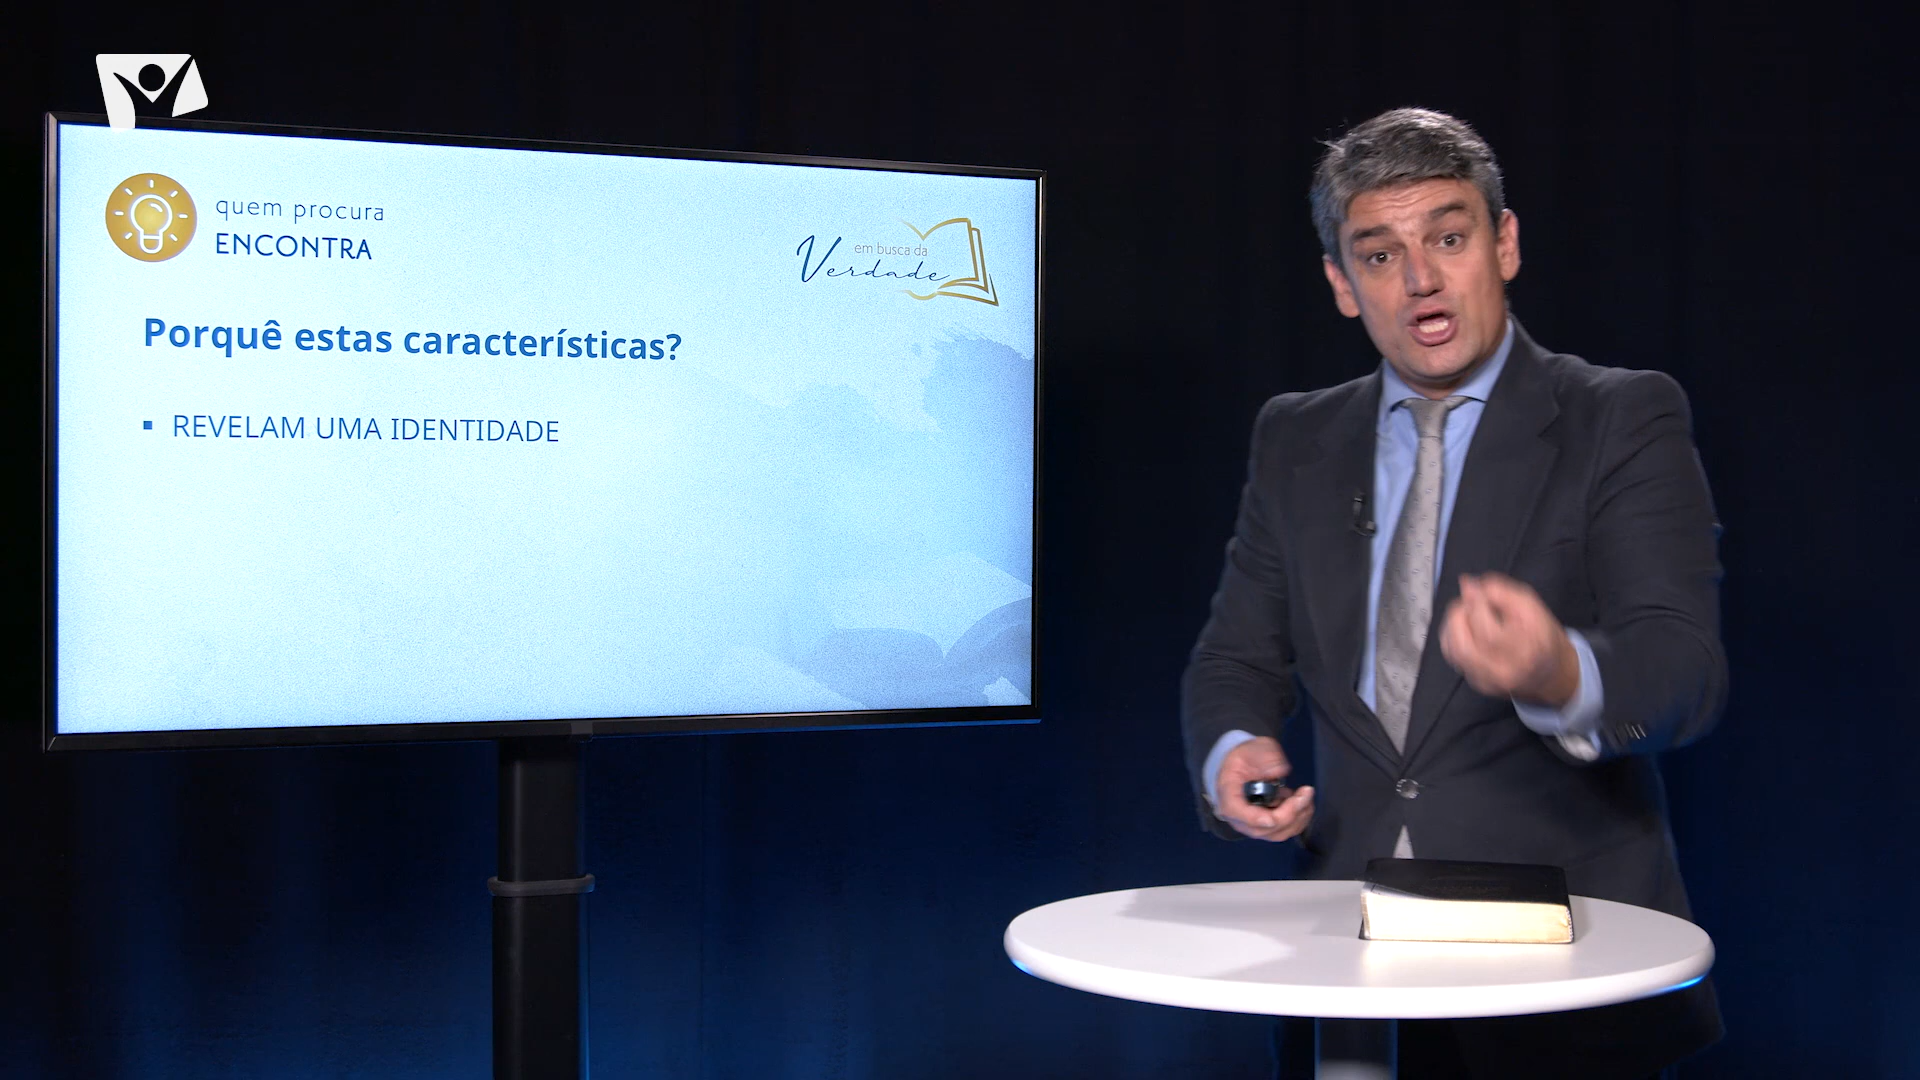 quem procura
ENCONTRA
em busca da
Verdade
Porquê estas características?
▪ REVELAM UMA IDENTIDADE